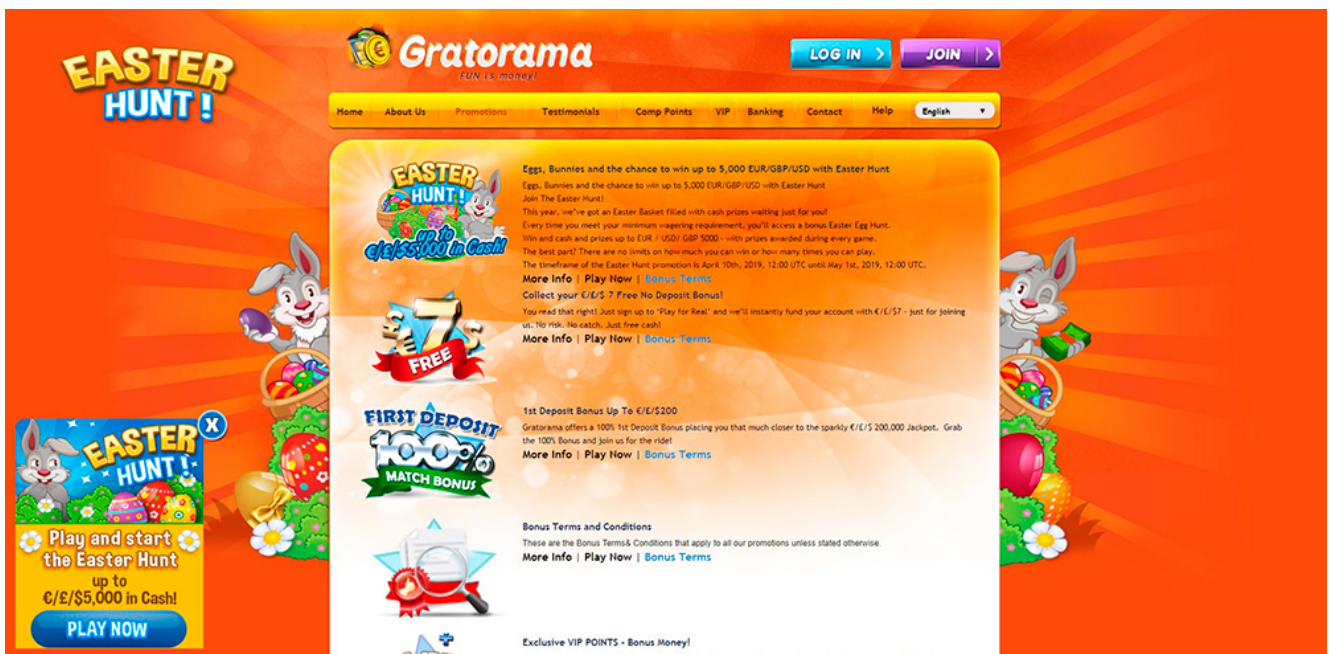 EASTER
HUNT!
Gratorama
FUN is money!
LOG IN
JOIN
Home About Us Promotions Testimonials Comp Points VIP Banking Contact Help English
EASTER
HUNT!
up to
€/£/$5,000 in Cash!
Eggs, Bunnies and the chance to win up to 5,000 EUR/GBP/USD with Easter Hunt
Eggs, Bunnies and the chance to win up to 5,000 EUR/GBP/USD with Easter Hunt
Join The Easter Hunt!
This year, we've got an Easter Basket filled with cash prizes waiting just for you!
Every time you meet your minimum wagering requirement, you'll access a bonus Easter Egg Hunt.
Win and cash and prizes up to EUR / USD/ GBP 5000 - with prizes awarded during every game.
The best part? There are no limits on how much you can win or how many times you can play.
The timeframe of the Easter Hunt promotion is April 10th, 2019, 12:00 UTC until May 1st, 2019, 12:00 UTC.
More Info | Play Now | Bonus Terms
£€7$
FREE
Collect your €/£/$ 7 Free No Deposit Bonus!
You read that right! Just sign up to 'Play for Real' and we'll instantly fund your account with €/£/$7 - just for joining
us. No risk. No catch. Just free cash!
More Info | Play Now | Bonus Terms
FIRST DEPOSIT
100%
MATCH BONUS
1st Deposit Bonus Up To €/£/$200
Gratorama offers a 100% 1st Deposit Bonus placing you that much closer to the sparkly €/£/$ 200,000 Jackpot. Grab
the 100% Bonus and join us for the ride!
More Info | Play Now | Bonus Terms
Bonus Terms and Conditions
These are the Bonus Terms& Conditions that apply to all our promotions unless stated otherwise.
More Info | Play Now | Bonus Terms
Exclusive VIP POINTS - Bonus Money!
X
EASTER
HUNT!
Play and start
the Easter Hunt
up to
€/£/$5,000 in Cash!
PLAY NOW